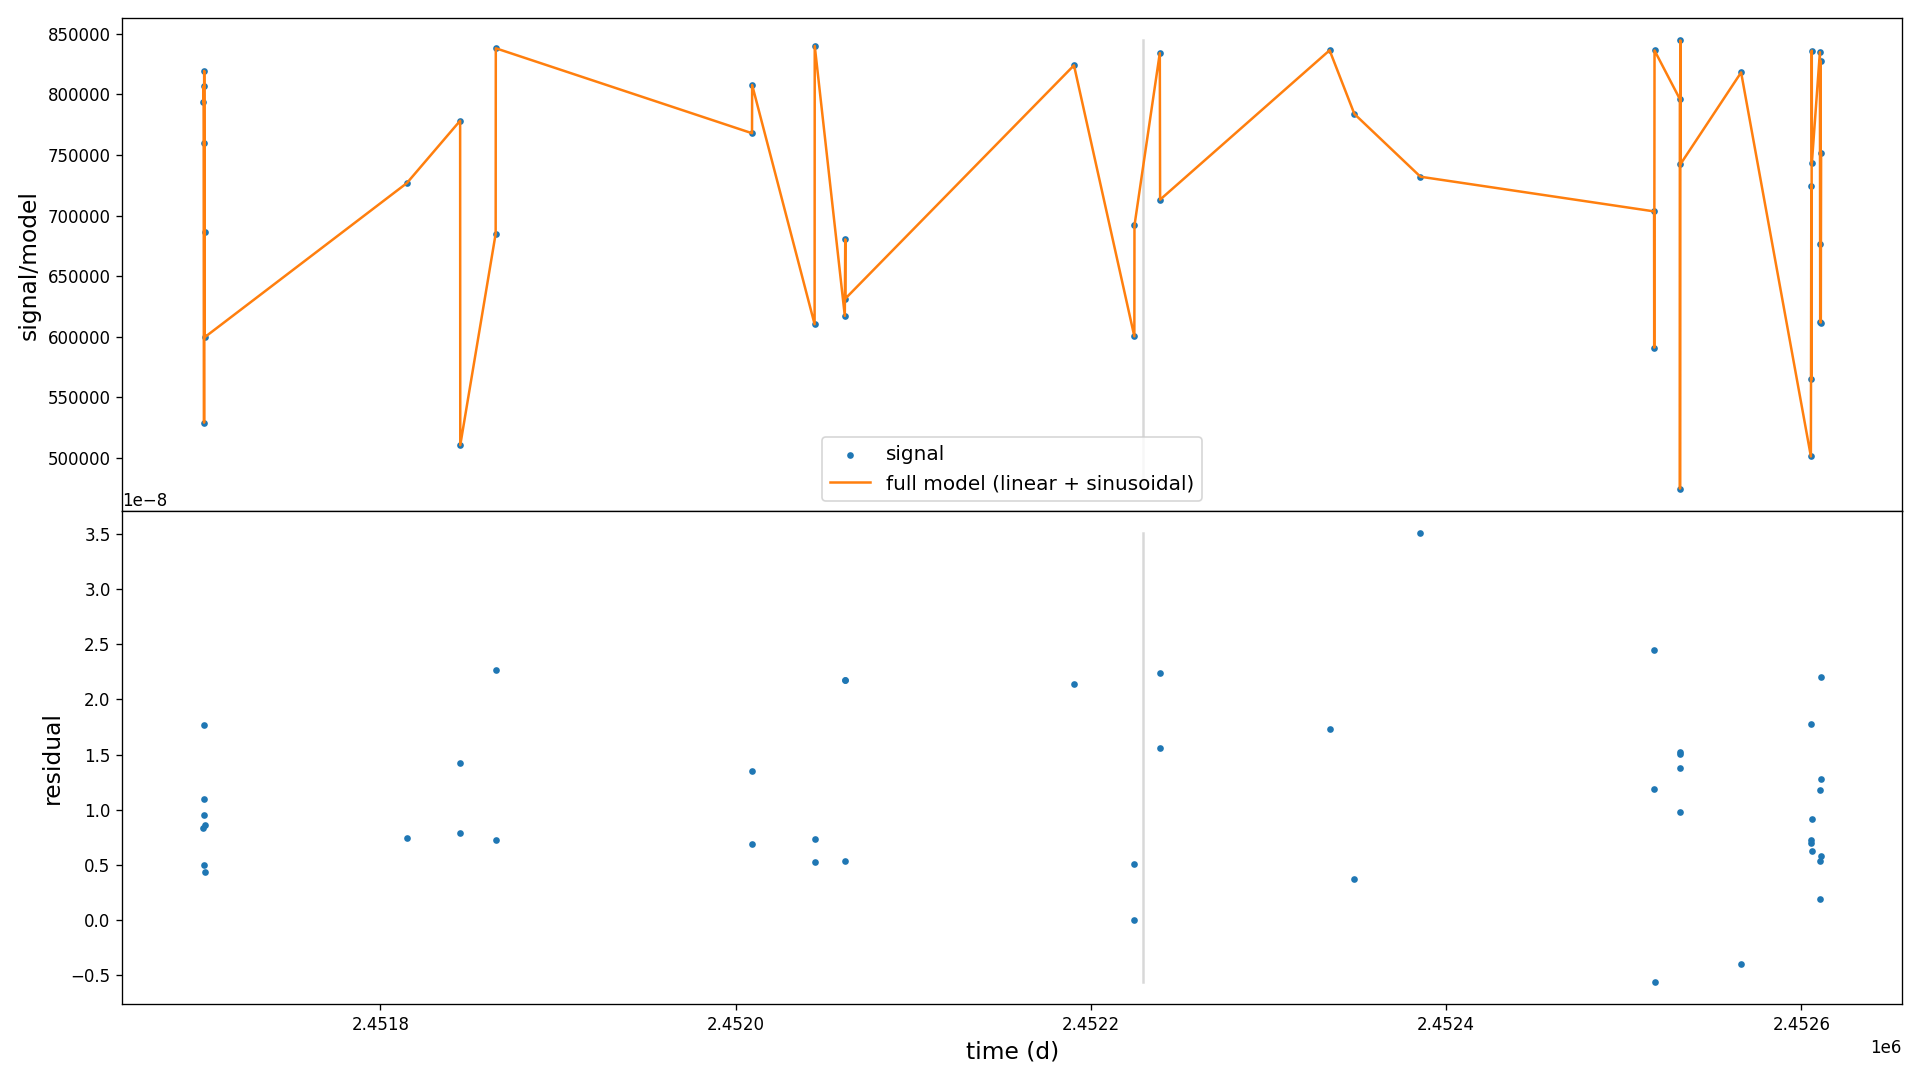 850000
800000
750000
700000
650000
600000
550000
500000
signal/model
signal
full model (linear + sinusoidal)
1e−8
3.5
3.0
2.5
2.0
1.5
1.0
0.5
0.0
−0.5
residual
2.4518 2.4520 2.4522 2.4524 2.4526
1e6
time (d)